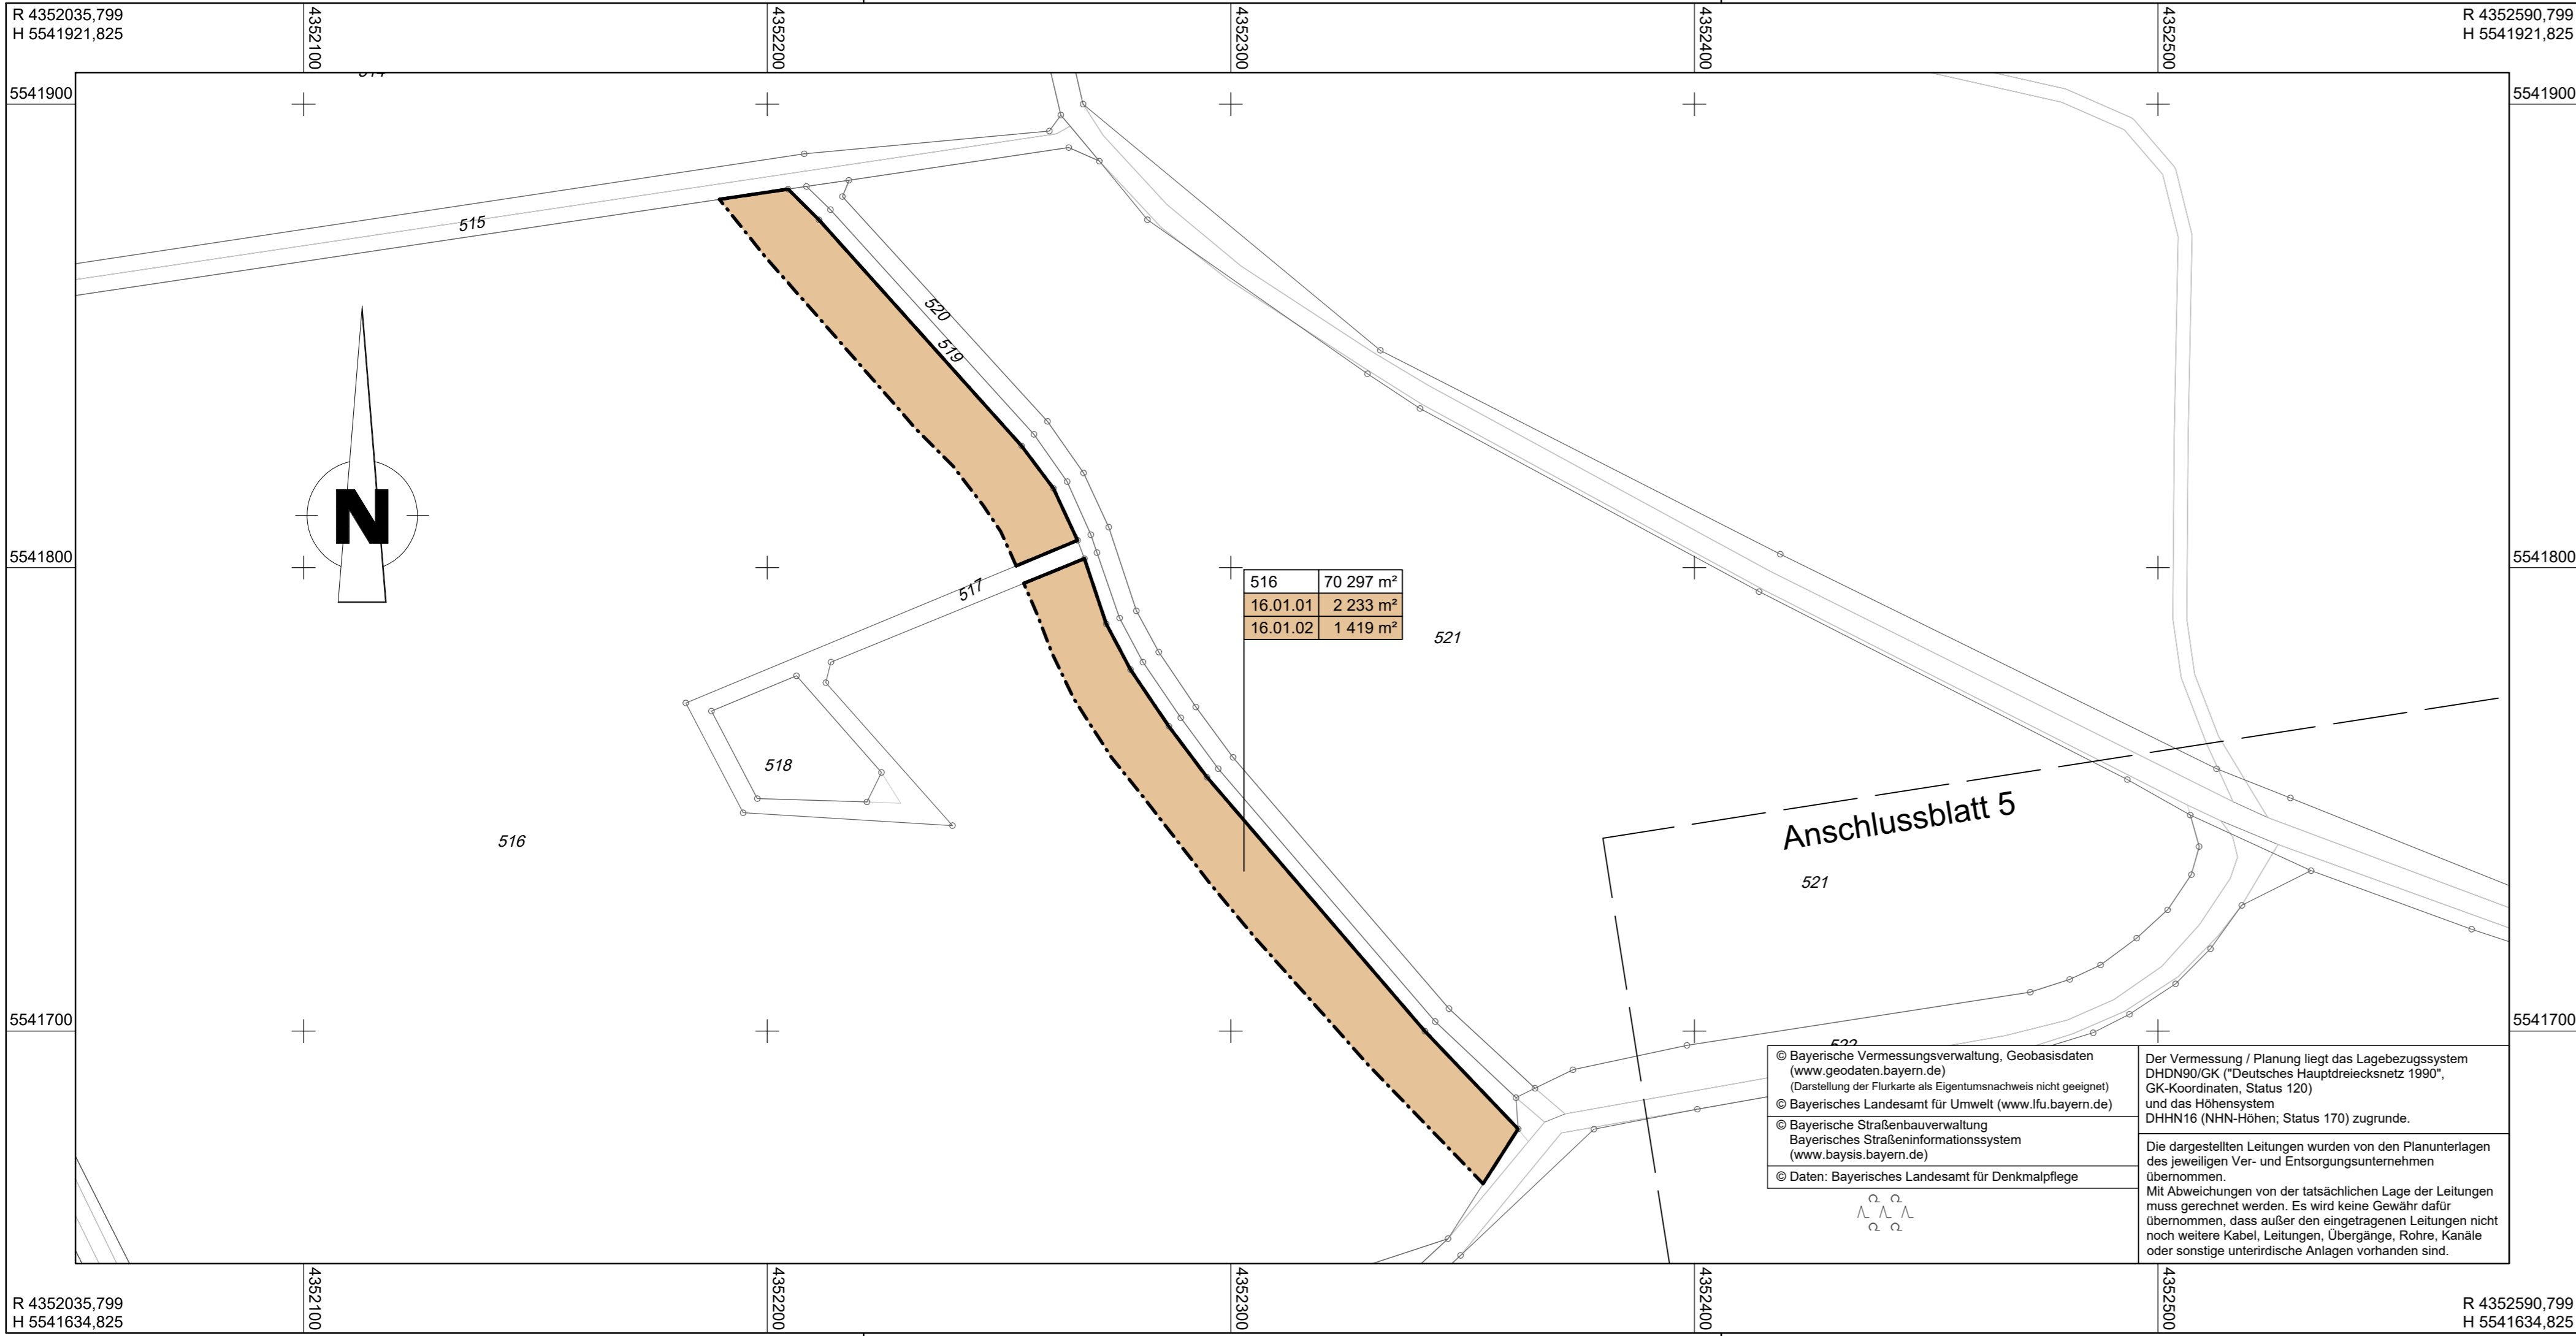 R 4352035,799
H 5541921,825
4352100
4352200
4352300
4352400
4352500
R 4352590,799
H 5541921,825
5541900
5541900
515
520
519
N
5541800
5541800
517
516 70 297 m²
16.01.01 2 233 m²
16.01.02 1 419 m²
521
518
516
Anschlussblatt 5
521
5541700
5541700
522
© Bayerische Vermessungsverwaltung, Geobasisdaten
(www.geodaten.bayern.de)
(Darstellung der Flurkarte als Eigentumsnachweis nicht geeignet)
© Bayerisches Landesamt für Umwelt (www.lfu.bayern.de)
© Bayerische Straßenbauverwaltung
Bayerisches Straßeninformationssystem
(www.baysis.bayern.de)
© Daten: Bayerisches Landesamt für Denkmalpflege
Der Vermessung / Planung liegt das Lagebezugssystem
DHDN90/GK ("Deutsches Hauptdreiecksnetz 1990",
GK-Koordinaten, Status 120)
und das Höhensystem
DHHN16 (NHN-Höhen; Status 170) zugrunde.
Die dargestellten Leitungen wurden von den Planunterlagen
des jeweiligen Ver- und Entsorgungsunternehmen
übernommen.
Mit Abweichungen von der tatsächlichen Lage der Leitungen
muss gerechnet werden. Es wird keine Gewähr dafür
übernommen, dass außer den eingetragenen Leitungen nicht
noch weitere Kabel, Leitungen, Übergänge, Rohre, Kanäle
oder sonstige unterirdische Anlagen vorhanden sind.
R 4352035,799
H 5541634,825
4352100
4352200
4352300
4352400
4352500
R 4352590,799
H 5541634,825